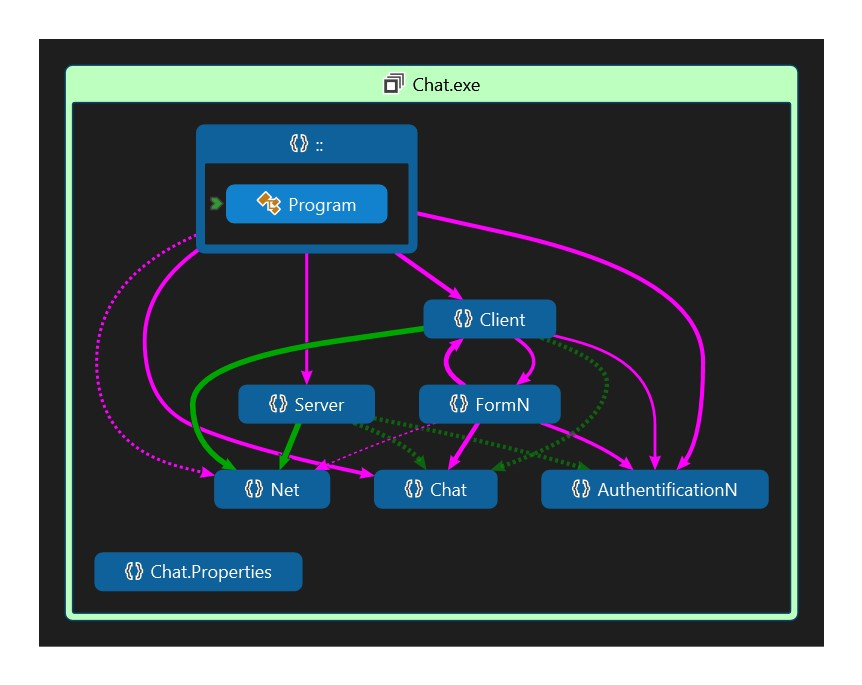 Chat.exe
::
Program
Client
Server
FormN
Net
Chat
AuthentificationN
Chat.Properties